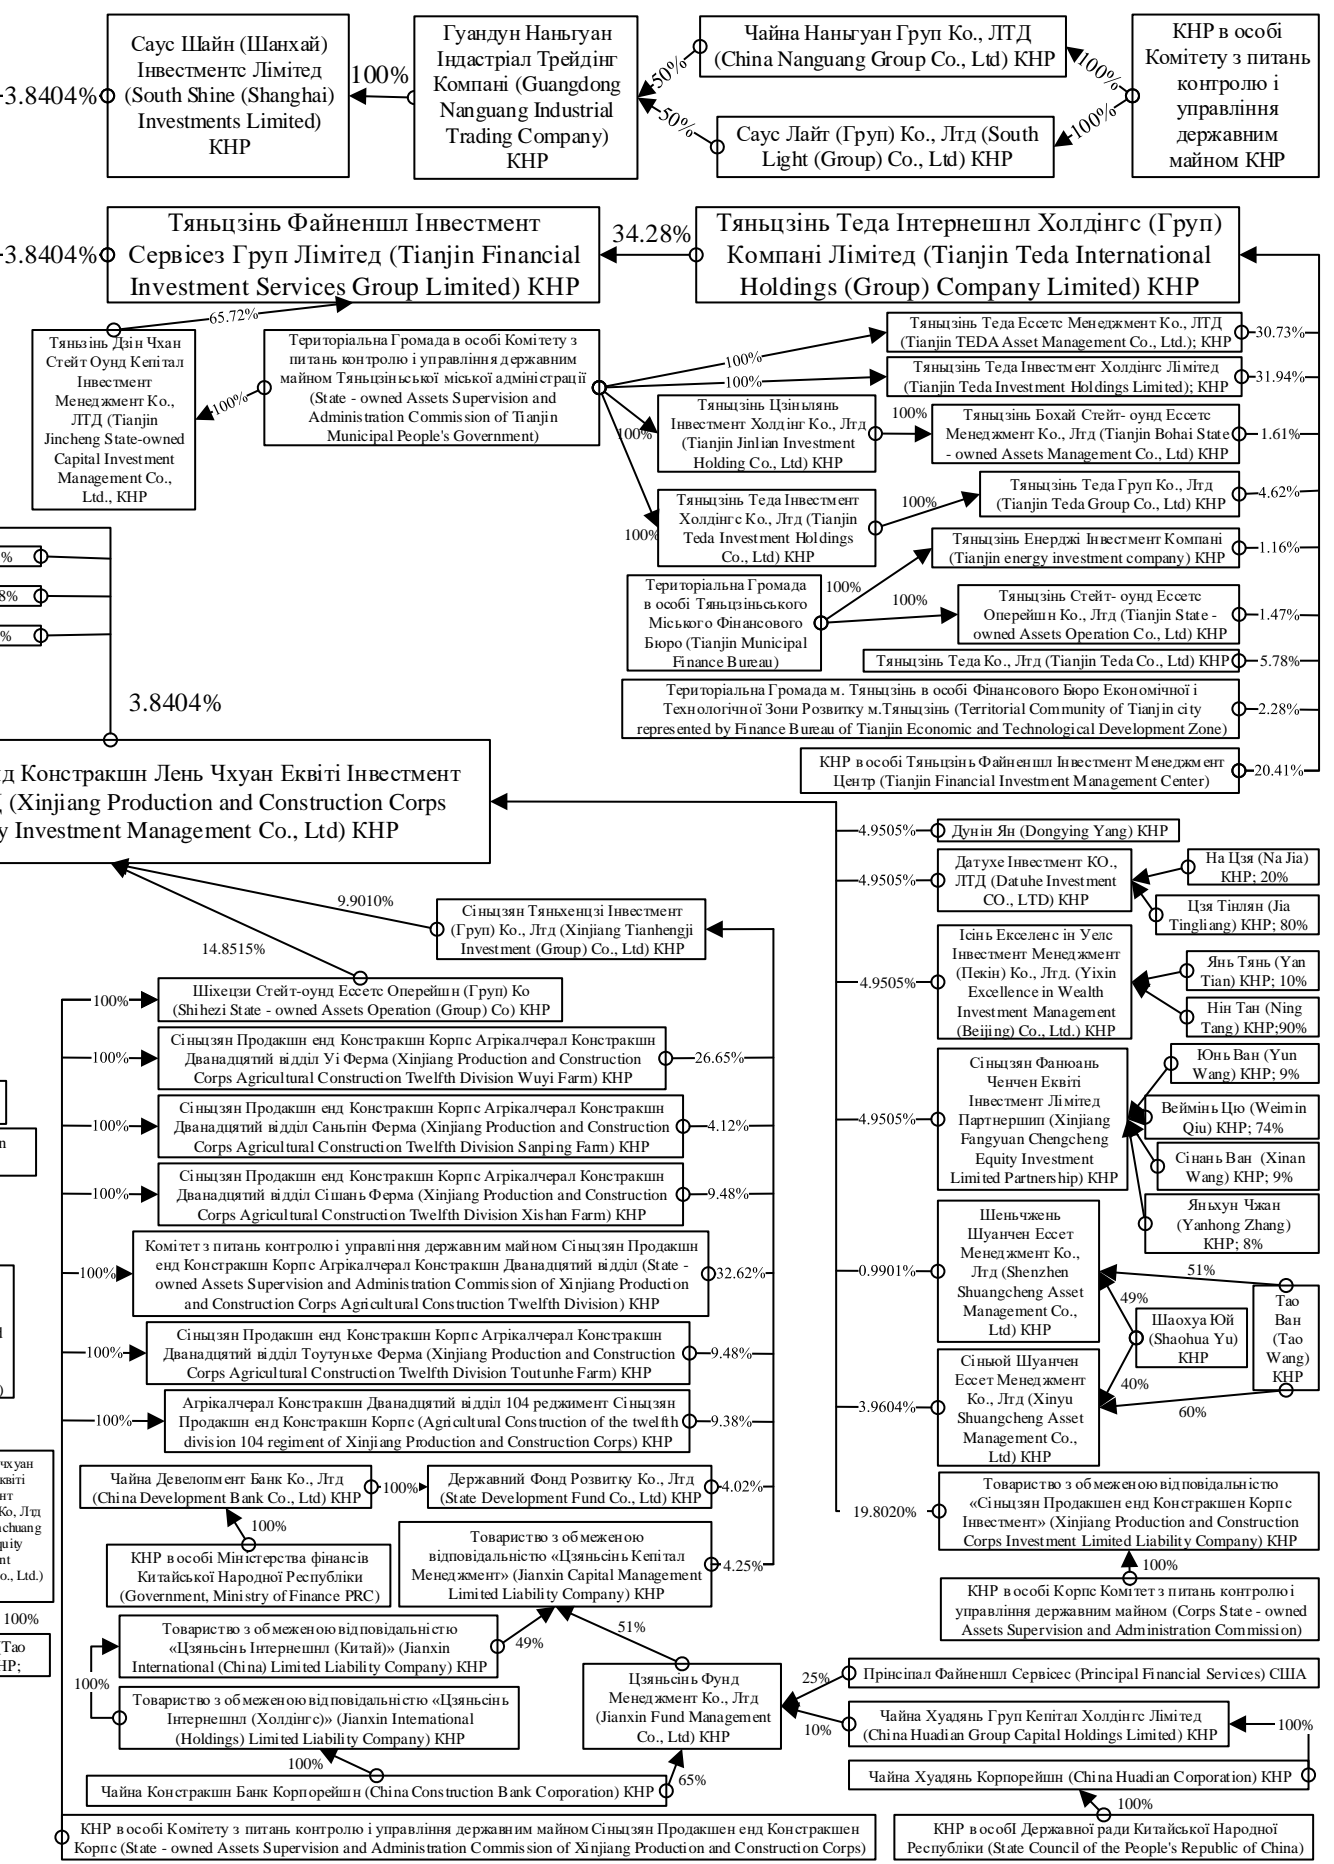 Саус Шайн (Шанхай)
Інвестментс Лімітед
(South Shine (Shanghai)
Investments Limited)
КНР
3.8404%
100%
Гуандун Наньгуан
Індастріал Трейдінг
Компані (Guangdong
Nanguang Industrial
Trading Company)
КНР
50%
50%
Чайна Наньгуан Груп Ко., ЛТД
(China Nanguang Group Co., Ltd) КНР
Саус Лайт (Груп) Ко., Лтд (South
Light (Group) Co., Ltd) КНР
100%
100%
КНР в особі
Комітету з питань
контролю і
управління
державним
майном КНР
3.8404%
Тяньцзінь Файненшл Інвестмент
Сервісез Груп Лімітед (Tianjin Financial
Investment Services Group Limited) КНР
34.28%
Тяньцзінь Теда Інтернешнл Холдінгс (Груп)
Компані Лімітед (Tianjin Teda International
Holdings (Group) Company Limited) КНР
65.72%
Тяньзінь Дзін Чхан
Стейт Оунд Кепітал
Інвестмент
Менеджмент Ко.,
ЛТД (Tianjin
Jincheng State-owned
Capital Investment
Management Co.,
Ltd., КНР
100%
Територіальна Громада в особі Комітету з
питань контролю і управління державним
майном Тяньцзіньської міської адміністрації
(State - owned Assets Supervision and
Administration Commission of Tianjin
Municipal People's Government)
100%
100%
100%
100%
Тяньцзінь Теда Ессетс Менеджмент Ко., ЛТД
(Tianjin TEDA Asset Management Co., Ltd.); КНР
30.73%
Тяньцзінь Теда Інвестмент Холдінгс Лімітед
(Tianjin Teda Investment Holdings Limited); КНР
31.94%
Тяньцзінь Цзіньлянь
Інвестмент Холдінг Ко., Лтд
(Tianjin Jinlian Investment
Holding Co., Ltd) КНР
100%
Тяньцзінь Бохай Стейт- оунд Ессетс
Менеджмент Ко., Лтд (Tianjin Bohai State
- owned Assets Management Co., Ltd) КНР
1.61%
Тяньцзінь Теда Інвестмент
Холдінгс Ко., Лтд (Tianjin
Teda Investment Holdings
Co., Ltd) КНР
100%
Тяньцзінь Теда Груп Ко., Лтд
(Tianjin Teda Group Co., Ltd) КНР
4.62%
Тяньцзінь Енерджі Інвестмент Компані
(Tianjin energy investment company) КНР
1.16%
Територіальна Громада
в особі Тяньцзіньського
Міського Фінансового
Бюро (Tianjin Municipal
Finance Bureau)
100%
100%
Тяньцзінь Стейт- оунд Ессетс
Оперейшн Ко., Лтд (Tianjin State -
owned Assets Operation Co., Ltd) КНР
1.47%
Тяньцзінь Теда Ко., Лтд (Tianjin Teda Co., Ltd) КНР
5.78%
Територіальна Громада м. Тяньцзінь в особі Фінансового Бюро Економічної і
Технологічної Зони Розвитку м.Тяньцзінь (Territorial Community of Tianjin city
represented by Finance Bureau of Tianjin Economic and Technological Development Zone)
2.28%
КНР в особі Тяньцзінь Файненшл Інвестмент Менеджмент
Центр (Tianjin Financial Investment Management Center)
20.41%
%
8%
%
3.8404%
д Констракшн Лень Чхуан Еквіті Інвестмент
(Xinjiang Production and Construction Corps
y Investment Management Co., Ltd) КНР
9.9010%
14.8515%
Сіньцзян Тяньхенцзі Інвестмент
(Груп) Ко., Лтд (Xinjiang Tianhengji
Investment (Group) Co., Ltd) КНР
100%
Шіхецзи Стейт-оунд Ессетс Оперейшн (Груп) Ко
(Shihezi State - owned Assets Operation (Group) Co) КНР
100%
Сіньцзян Продакшн енд Констракшн Корпс Агрікалчерал Констракшн
Дванадцятий відділ Уі Ферма (Xinjiang Production and Construction
Corps Agricultural Construction Twelfth Division Wuyi Farm) КНР
26.65%
100%
Сіньцзян Продакшн енд Констракшн Корпс Агрікалчерал Констракшн
Дванадцятий відділ Саньпін Ферма (Xinjiang Production and Construction
Corps Agricultural Construction Twelfth Division Sanping Farm) КНР
4.12%
100%
Сіньцзян Продакшн енд Констракшн Корпс Агрікалчерал Констракшн
Дванадцятий відділ Сішань Ферма (Xinjiang Production and Construction
Corps Agricultural Construction Twelfth Division Xishan Farm) КНР
9.48%
100%
Комітет з питань контролю і управління державним майном Сіньцзян Продакшн
енд Констракшн Корпс Агрікалчерал Констракшн Дванадцятий відділ (State -
owned Assets Supervision and Administration Commission of Xinjiang Production
and Construction Corps Agricultural Construction Twelfth Division) КНР
32.62%
100%
Сіньцзян Продакшн енд Констракшн Корпс Агрікалчерал Констракшн
Дванадцятий відділ Тоутуньхе Ферма (Xinjiang Production and Construction
Corps Agricultural Construction Twelfth Division Toutunhe Farm) КНР
9.48%
100%
Агрікалчерал Констракшн Дванадцятий відділ 104 реджимент Сіньцзян
Продакшн енд Констракшн Корпс (Agricultural Construction of the twelfth
division 104 regiment of Xinjiang Production and Construction Corps) КНР
9.38%
Чайна Девелопмент Банк Ко., Лтд
(China Development Bank Co., Ltd) КНР
100%
Державний Фонд Розвитку Ко., Лтд
(State Development Fund Co., Ltd) КНР
4.02%
100%
КНР в особі Міністерства фінансів
Китайської Народної Республіки
(Government, Ministry of Finance PRC)
Товариство з обмеженою
відповідальністю «Цзяньсінь Кепітал
Менеджмент» (Jianxin Capital Management
Limited Liability Company) КНР
4.25%
Товариство з обмеженою відповідальністю
«Цзяньсінь Інтернешнл (Китай)» (Jianxin
International (China) Limited Liability Company) КНР
49%
51%
100%
Товариство з обмеженою відповідальністю «Цзяньсінь
Інтернешнл (Холдінгс)» (Jianxin International
(Holdings) Limited Liability Company) КНР
100%
Цзяньсінь Фунд
Менеджмент Ко., Лтд
(Jianxin Fund Management
Co., Ltd) КНР
65%
Чайна Констракшн Банк Корпорейшн (China Construction Bank Corporation) КНР
КНР в особі Комітету з питань контролю і управління державним майном Сіньцзян Продакшен енд Констракшен
Корпс (State - owned Assets Supervision and Administration Commission of Xinjiang Production and Construction Corps)
4.9505%
Дунін Ян (Dongying Yang) КНР
4.9505%
Датухе Інвестмент КО.,
ЛТД (Datuhe Investment
CO., LTD) КНР
На Цзя (Na Jia)
КНР; 20%
Цзя Тінлян (Jia
Tingliang) КНР; 80%
4.9505%
Ісінь Екселенс ін Уелс
Інвестмент Менеджмент
(Пекін) Ко., Лтд. (Yixin
Excellence in Wealth
Investment Management
(Beijing) Co., Ltd.) КНР
Янь Тянь (Yan
Tian) КНР; 10%
Нін Тан (Ning
Tang) КНР;90%
4.9505%
Сіньцзян Фанюань
Ченчен Еквіті
Інвестмент Лімітед
Партнершип (Xinjiang
Fangyuan Chengcheng
Equity Investment
Limited Partnership) КНР
Юнь Ван (Yun
Wang) КНР; 9%
Веймінь Цю (Weimin
Qiu) КНР; 74%
Сінань Ван (Xinan
Wang) КНР; 9%
Яньхун Чжан
(Yanhong Zhang)
КНР; 8%
0.9901%
Шеньчжень
Шуанчен Ессет
Менеджмент Ко.,
Лтд (Shenzhen
Shuangcheng Asset
Management Co.,
Ltd) КНР
51%
49%
Шаохуа Юй
(Shaohua Yu)
КНР
Тао
Ван
(Tao
Wang)
КНР
40%
60%
3.9604%
Сіньюй Шуанчен
Ессет Менеджмент
Ко., Лтд (Xinyu
Shuangcheng Asset
Management Co.,
Ltd) КНР
19.8020%
Товариство з обмеженою відповідальністю
«Сіньцзян Продакшен енд Констракшен Корпс
Інвестмент» (Xinjiang Production and Construction
Corps Investment Limited Liability Company) КНР
100%
КНР в особі Корпс Комітет з питань контролю і
управління державним майном (Corps State - owned
Assets Supervision and Administration Commission)
25%
Прінсіпал Файненшл Сервісес (Principal Financial Services) США
10%
Чайна Хуадянь Груп Кепітал Холдінгс Лімітед
(China Huadian Group Capital Holdings Limited) КНР
100%
Чайна Хуадянь Корпорейшн (China Huadian Corporation) КНР
100%
КНР в особІ Державної ради Китайської Народної
Республіки (State Council of the People's Republic of China)
n
l
)
чхуан
квіті
нт
Ко, Лтд
chuang
quity
nt
o., Ltd.)
100%
Тао
НР;